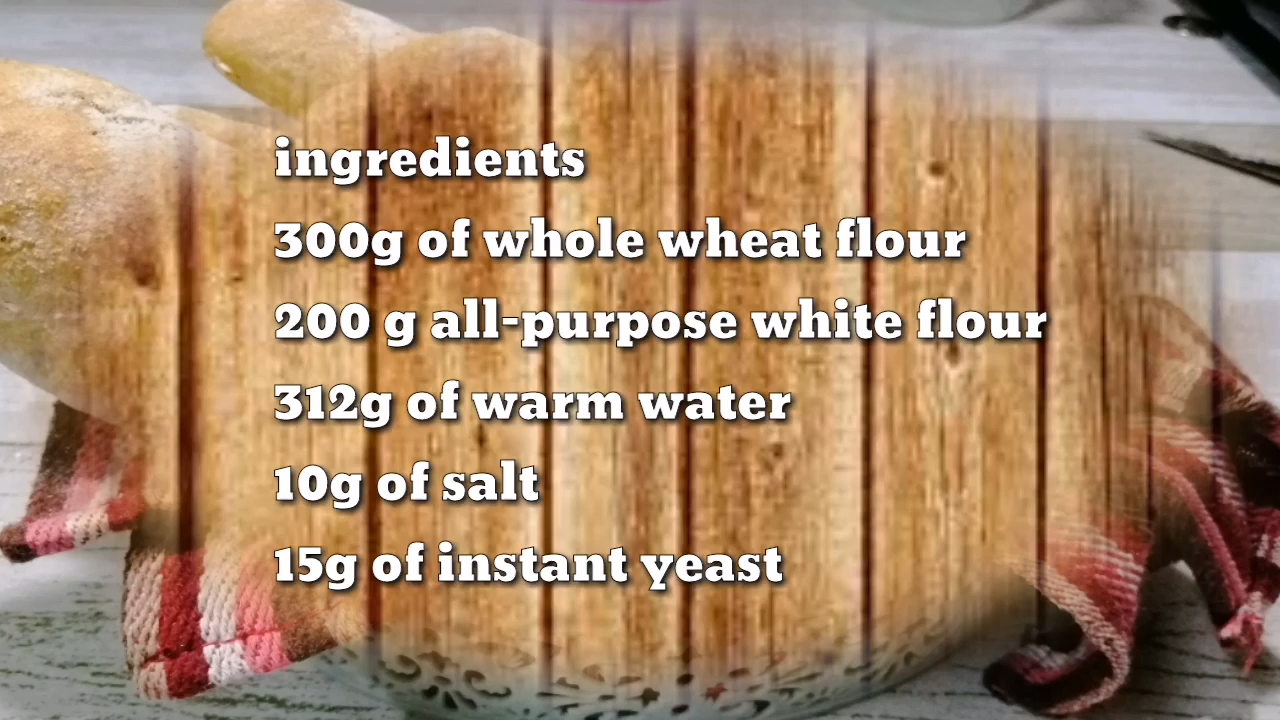 ingredients
300g of whole wheat flour
200 g all-purpose white flour
312g of warm water
10g of salt
15g of instant yeast